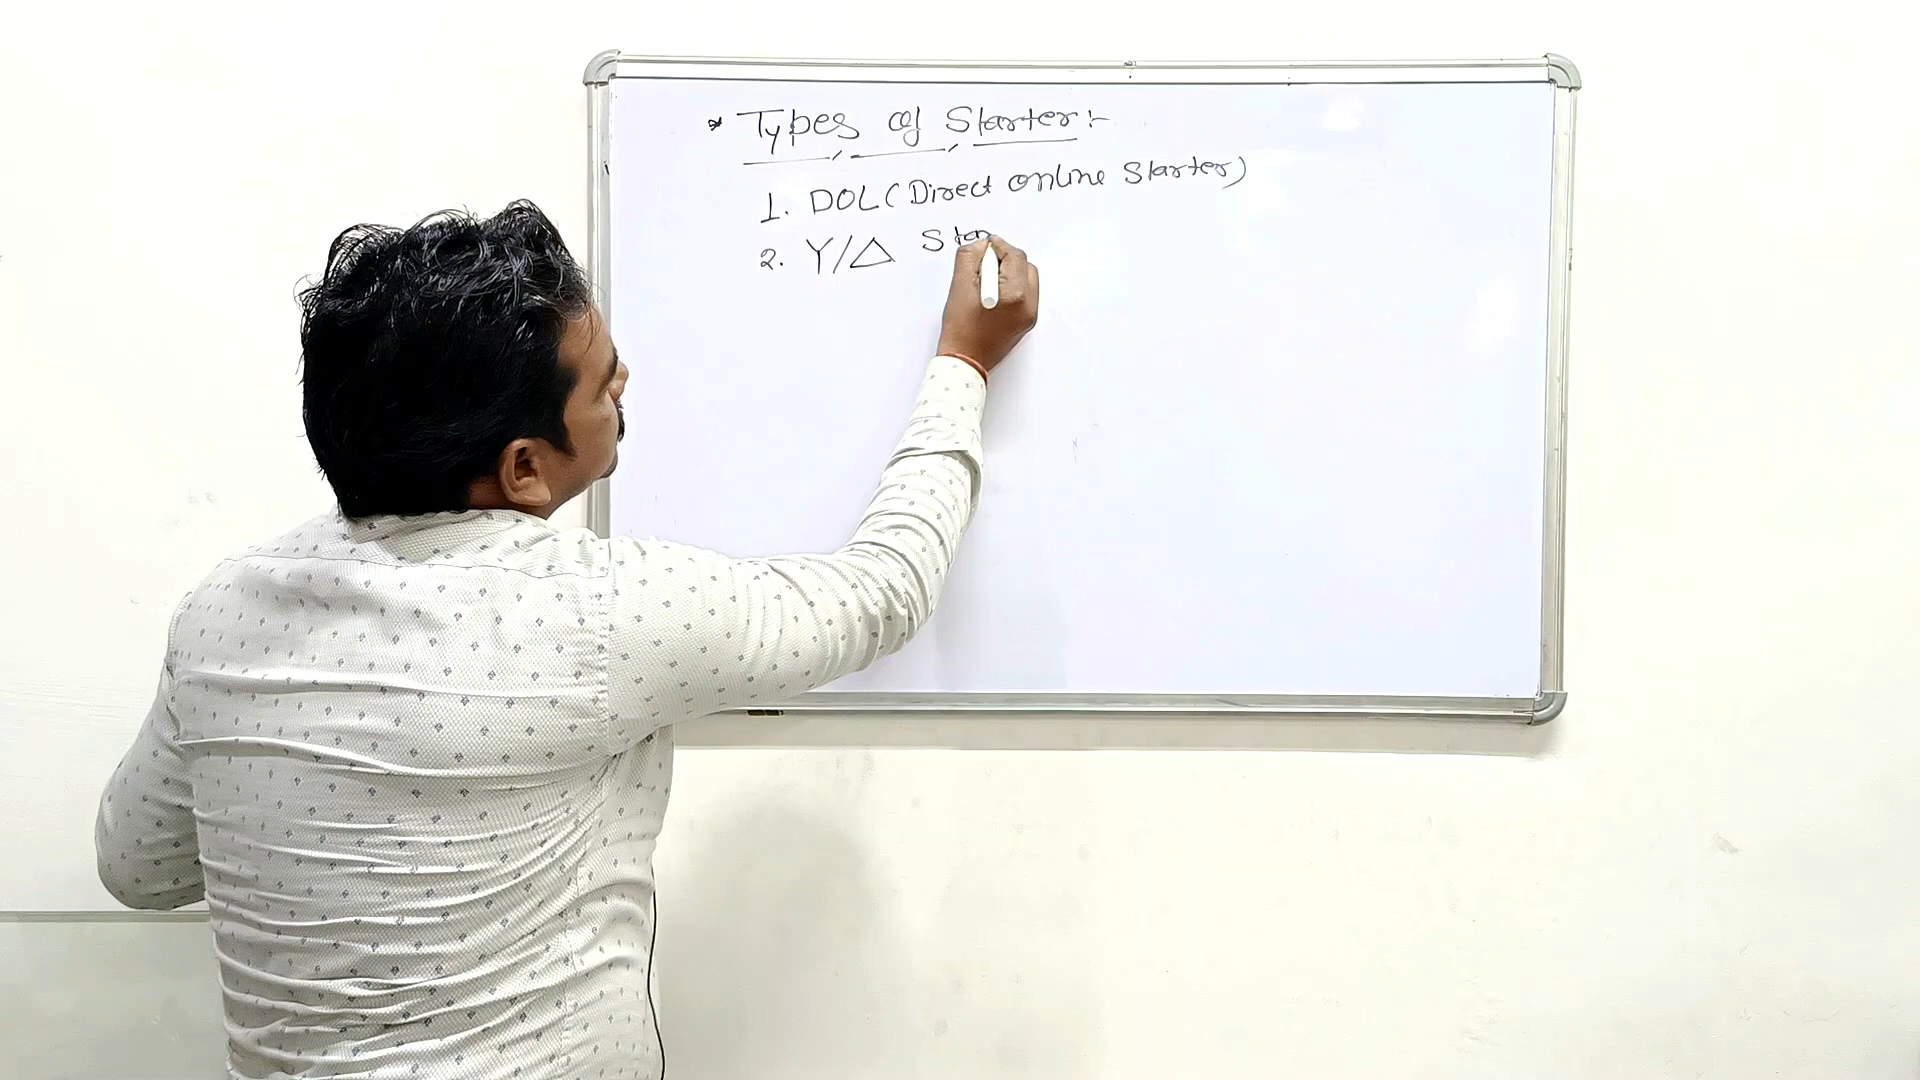 * Types of Starter:-
1. DOL (Direct online Starter)
2. Y/△ Sta